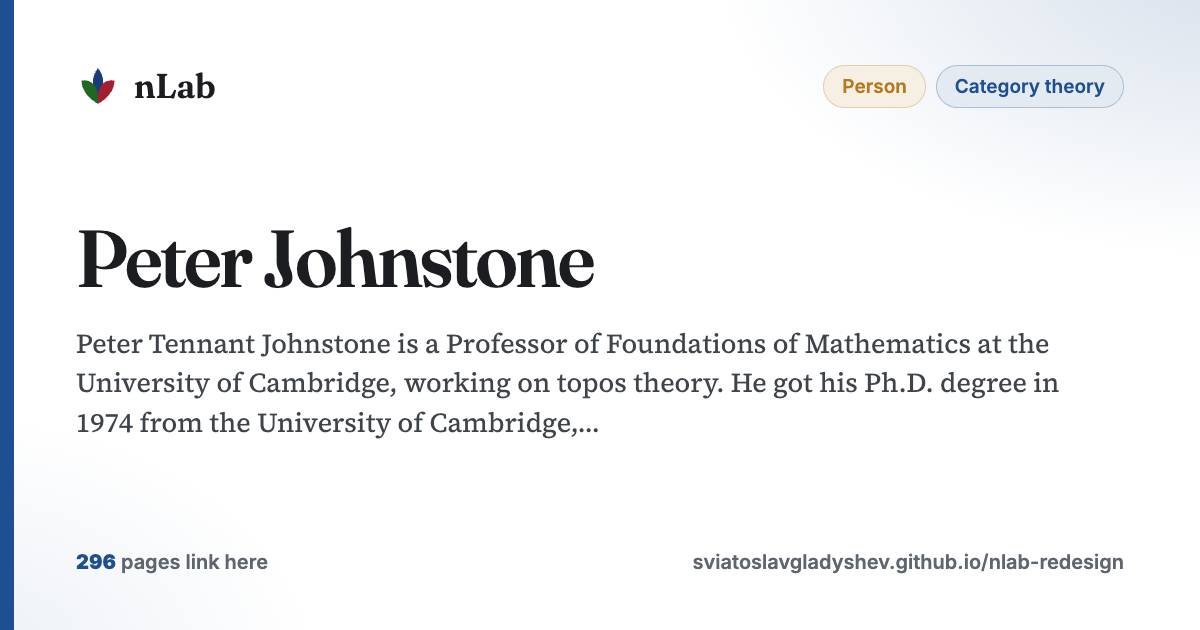 nLab
Person
Category theory
Peter Johnstone
Peter Tennant Johnstone is a Professor of Foundations of Mathematics at the
University of Cambridge, working on topos theory. He got his Ph.D. degree in
1974 from the University of Cambridge,...
296 pages link here
sviatoslavgladyshev.github.io/nlab-redesign